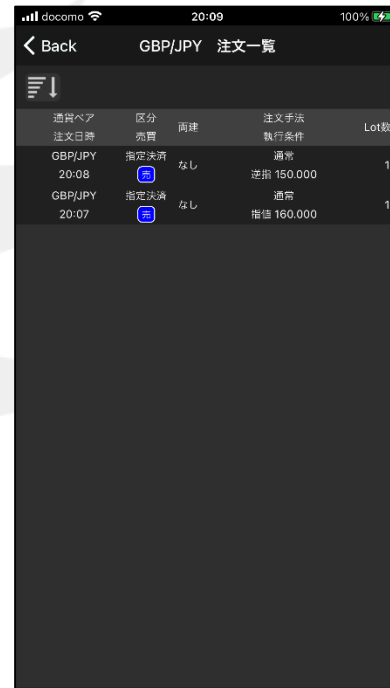 docomo 20:09 100%
Back GBP/JPY 注文一覧
通貨ペア 区分 両建 注文手法 Lot数
注文日時 売買 執行条件
GBP/JPY 指定決済 なし 通常 1
20:08 売 逆指 150.000
GBP/JPY 指定決済 なし 通常 1
20:07 売 指値 160.000